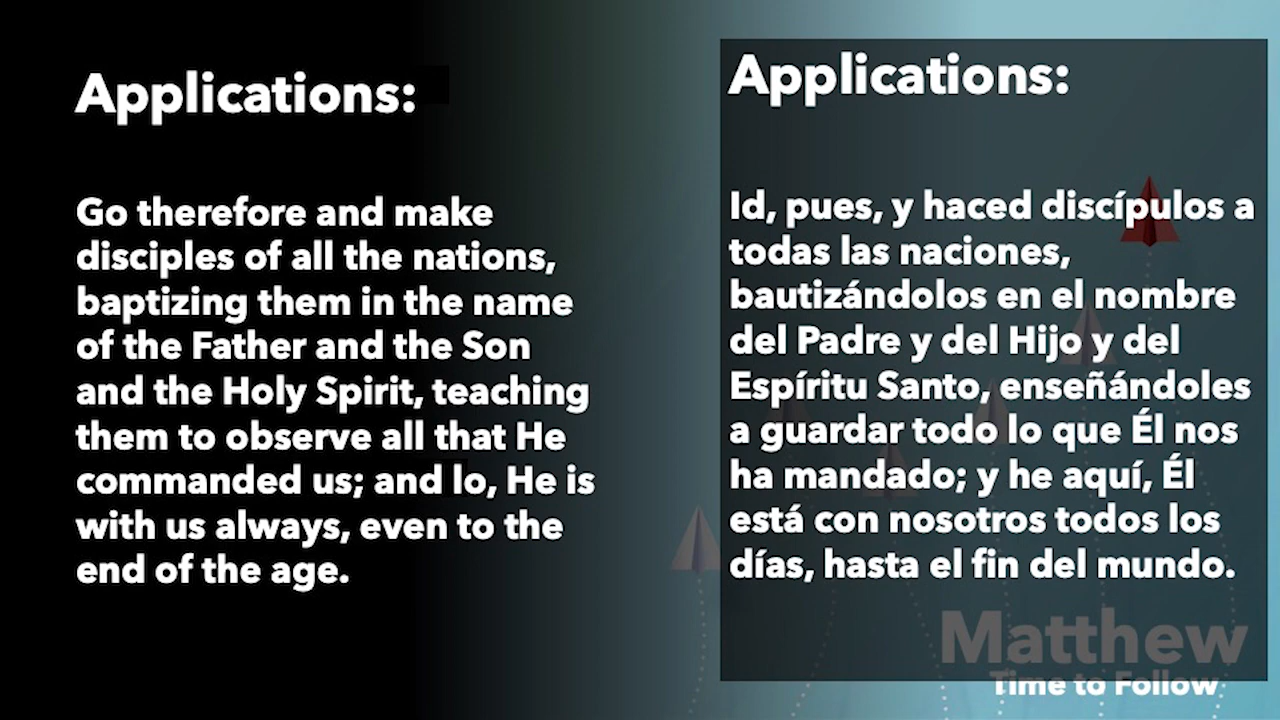 Applications:
Go therefore and make
disciples of all the nations,
baptizing them in the name
of the Father and the Son
and the Holy Spirit, teaching
them to observe all that He
commanded us; and lo, He is
with us always, even to the
end of the age.
Applications:
Id, pues, y haced discípulos a
todas las naciones,
bautizándolos en el nombre
del Padre y del Hijo y del
Espíritu Santo, enseñándoles
a guardar todo lo que Él nos
ha mandado; y he aquí, Él
está con nosotros todos los
días, hasta el fin del mundo.
Matthew
Time to Follow